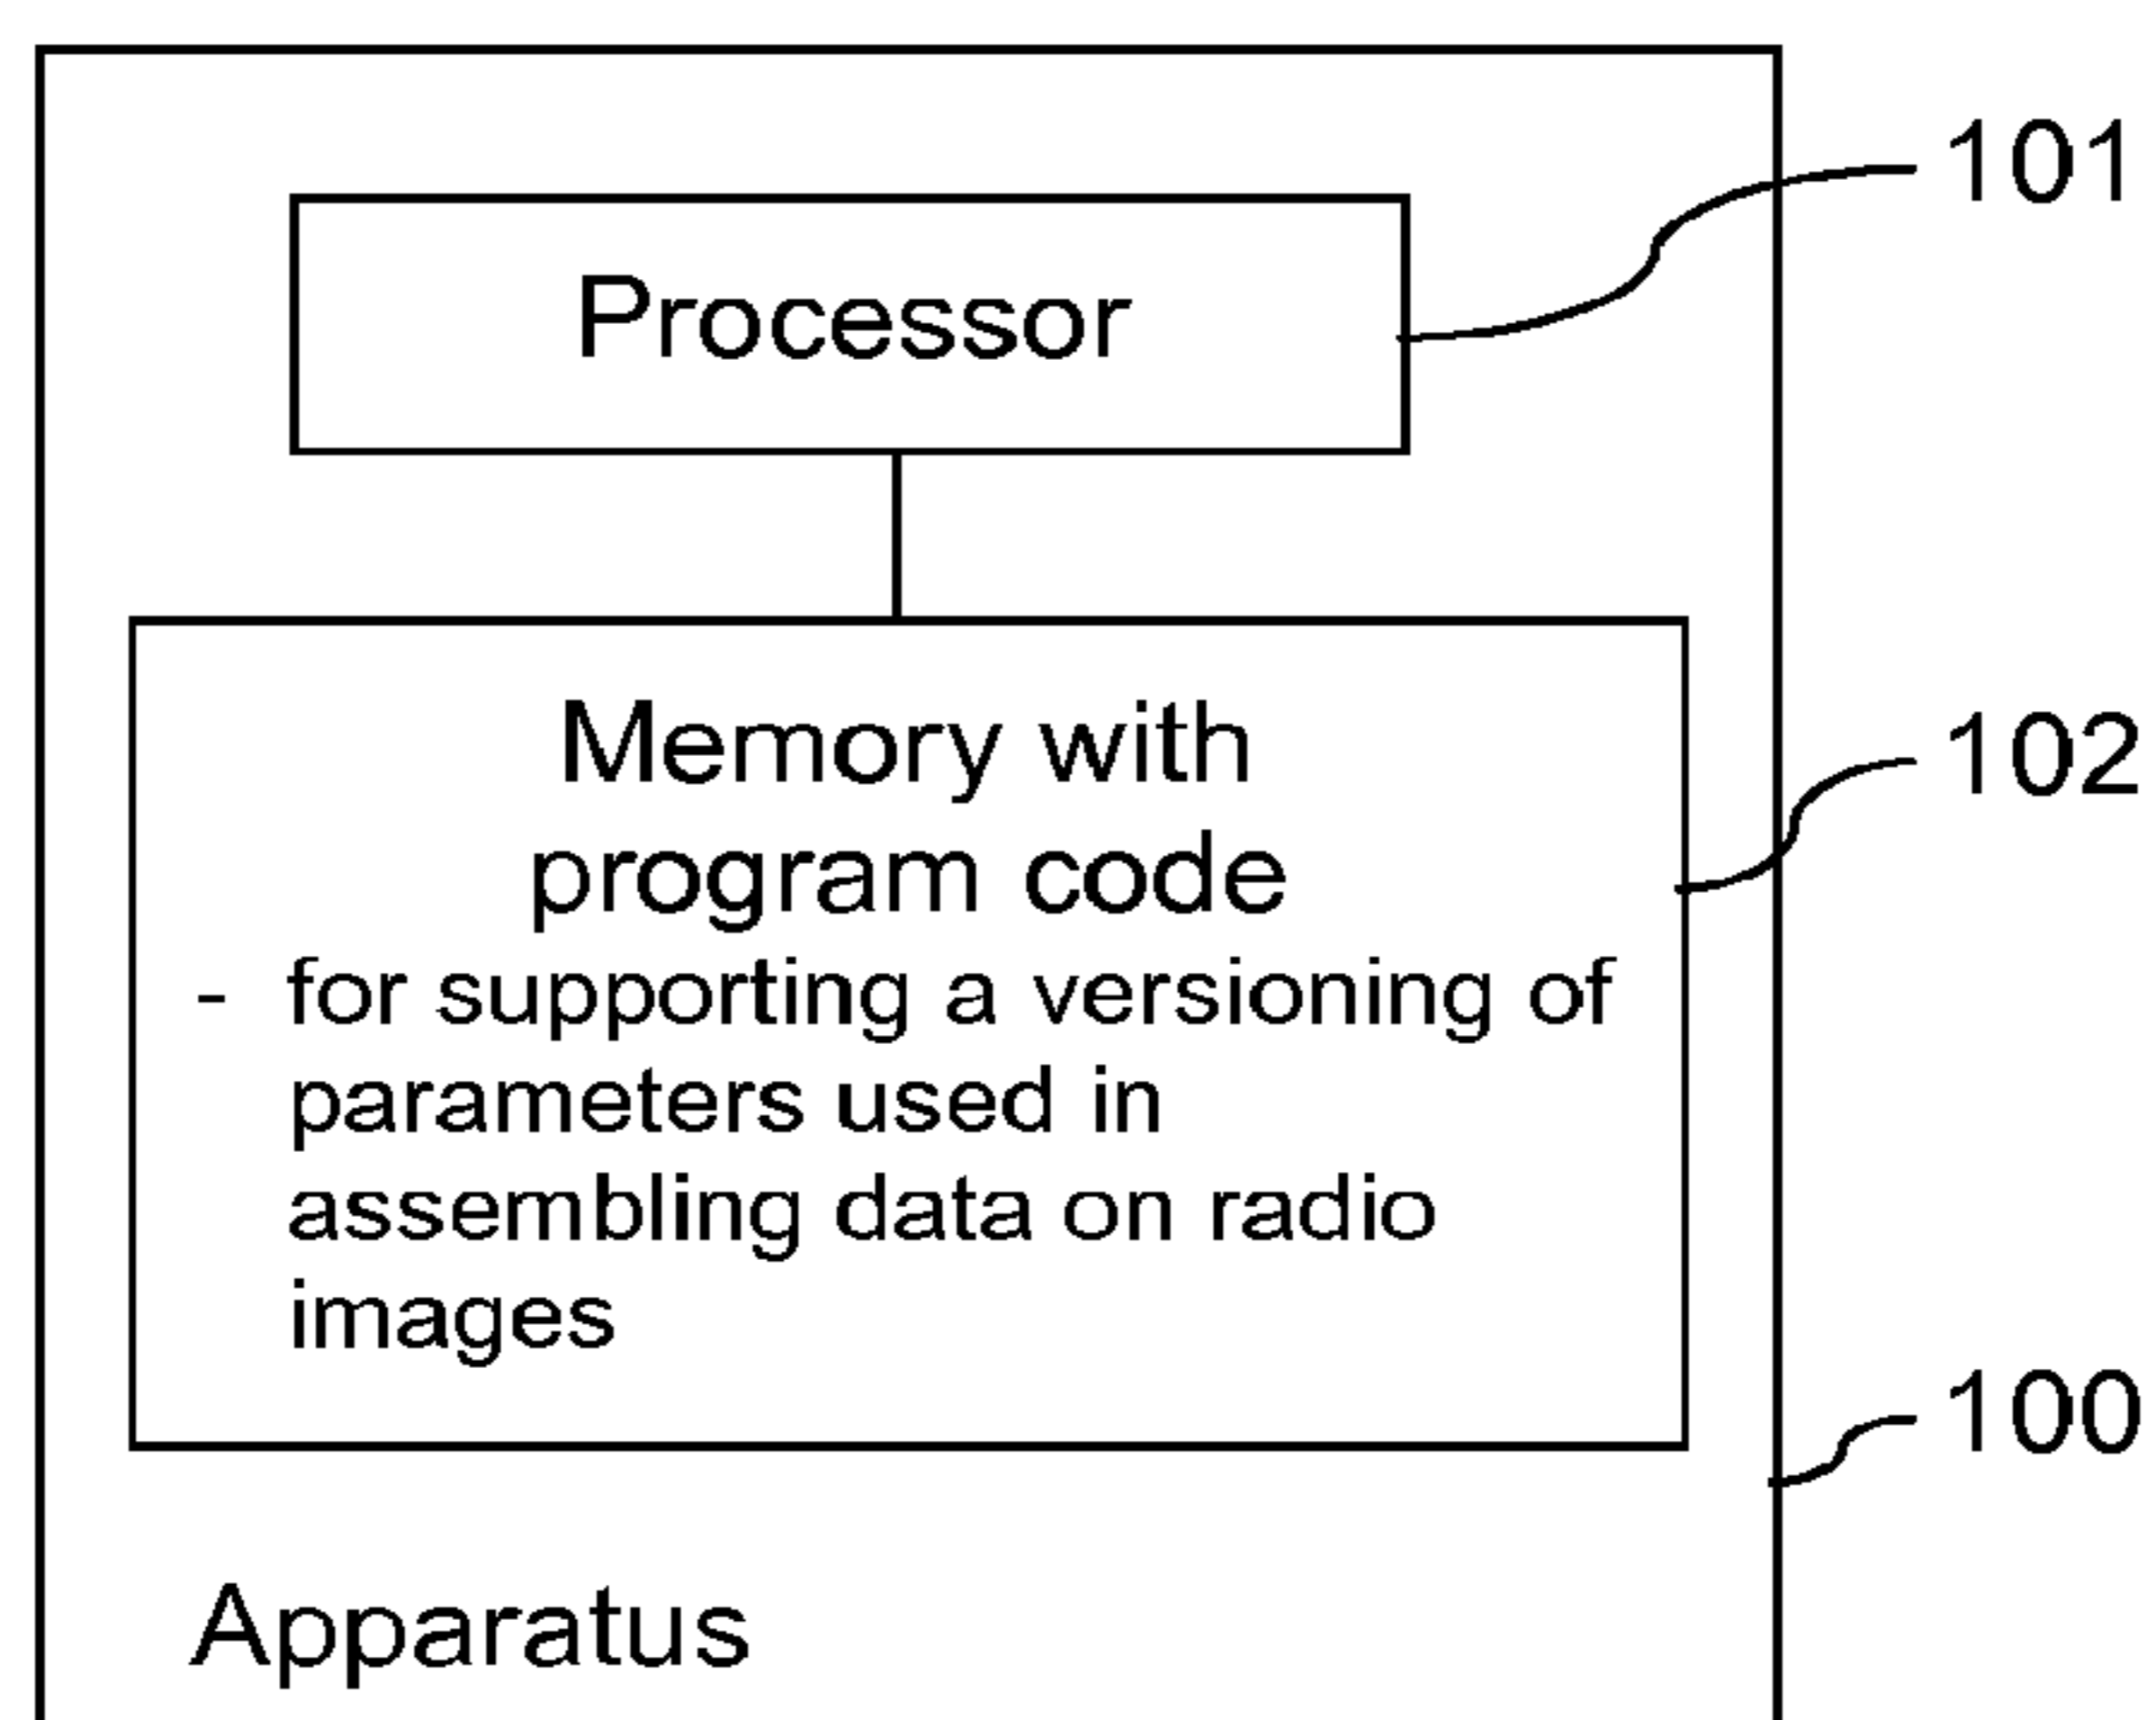 101
Processor
Memory with
102
program code
- for supporting a versioning of
parameters used in
assembling data on radio
images
100
Apparatus